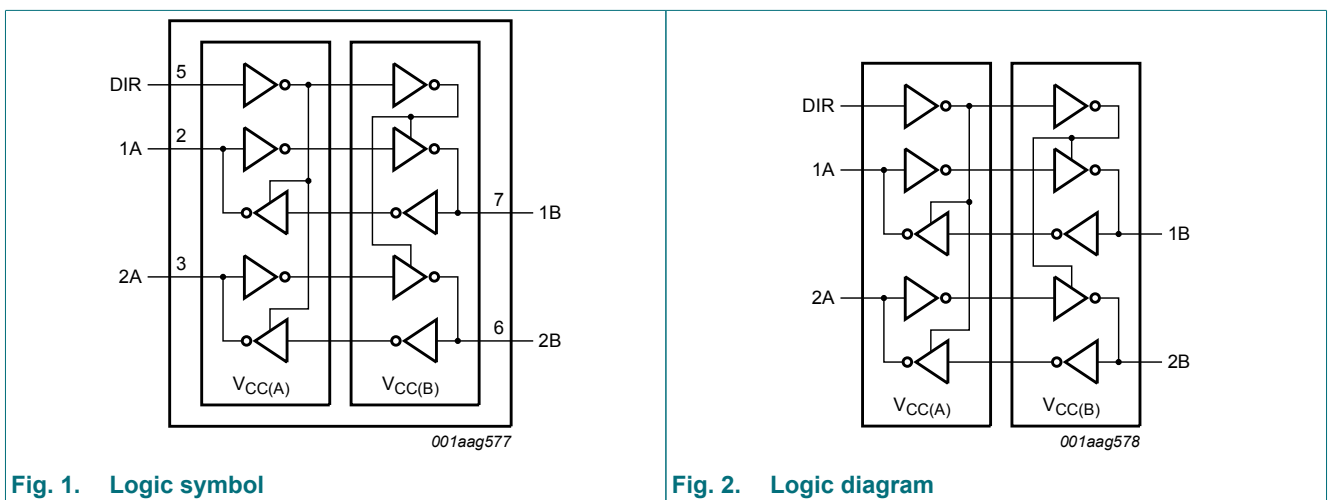 DIR 5
1A 2
7 1B
2A 3
6 2B
VCC(A) VCC(B)
001aag577
Fig. 1. Logic symbol
DIR
1A
1B
2A
2B
VCC(A) VCC(B)
001aag578
Fig. 2. Logic diagram